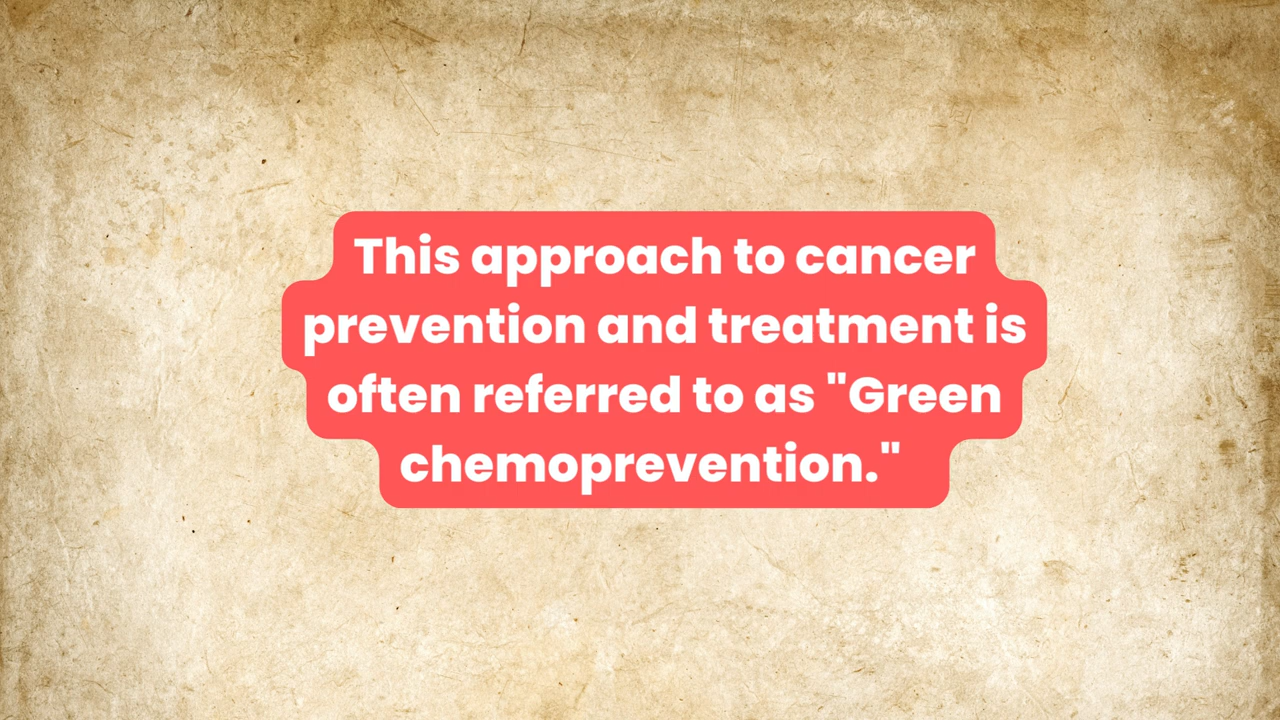 This approach to cancer
prevention and treatment is
often referred to as "Green
chemoprevention."